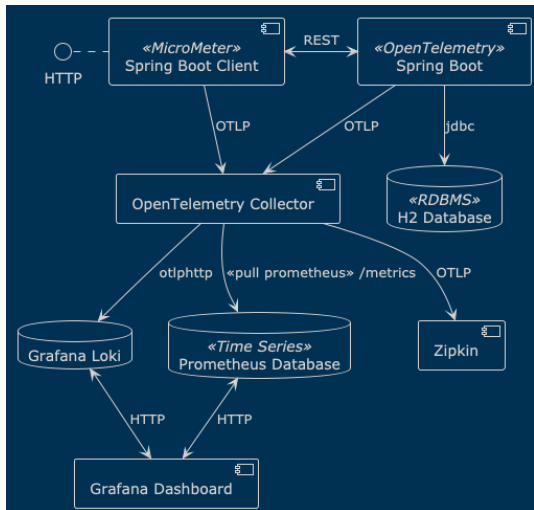 «MicroMeter»
Spring Boot Client
REST
«OpenTelemetry»
Spring Boot
HTTP
OTLP
OTLP
jdbc
OpenTelemetry Collector
«RDBMS»
H2 Database
otlphttp
«pull prometheus» /metrics
OTLP
Grafana Loki
«Time Series»
Prometheus Database
Zipkin
HTTP
HTTP
Grafana Dashboard